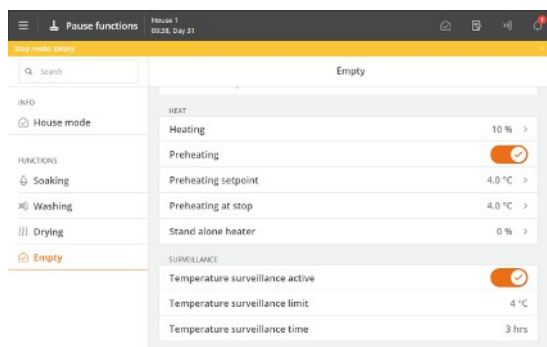 Pause functions
House 1
09:38, Day 31
Stop mode: Empty
Search
Empty
INFO
House mode
FUNCTIONS
Soaking
Washing
Drying
Empty
HEAT
Heating 10 %
Preheating
Preheating setpoint 4.0 °C
Preheating at stop 4.0 °C
Stand alone heater 0 %
SURVEILLANCE
Temperature surveillance active
Temperature surveillance limit 4 °C
Temperature surveillance time 3 hrs